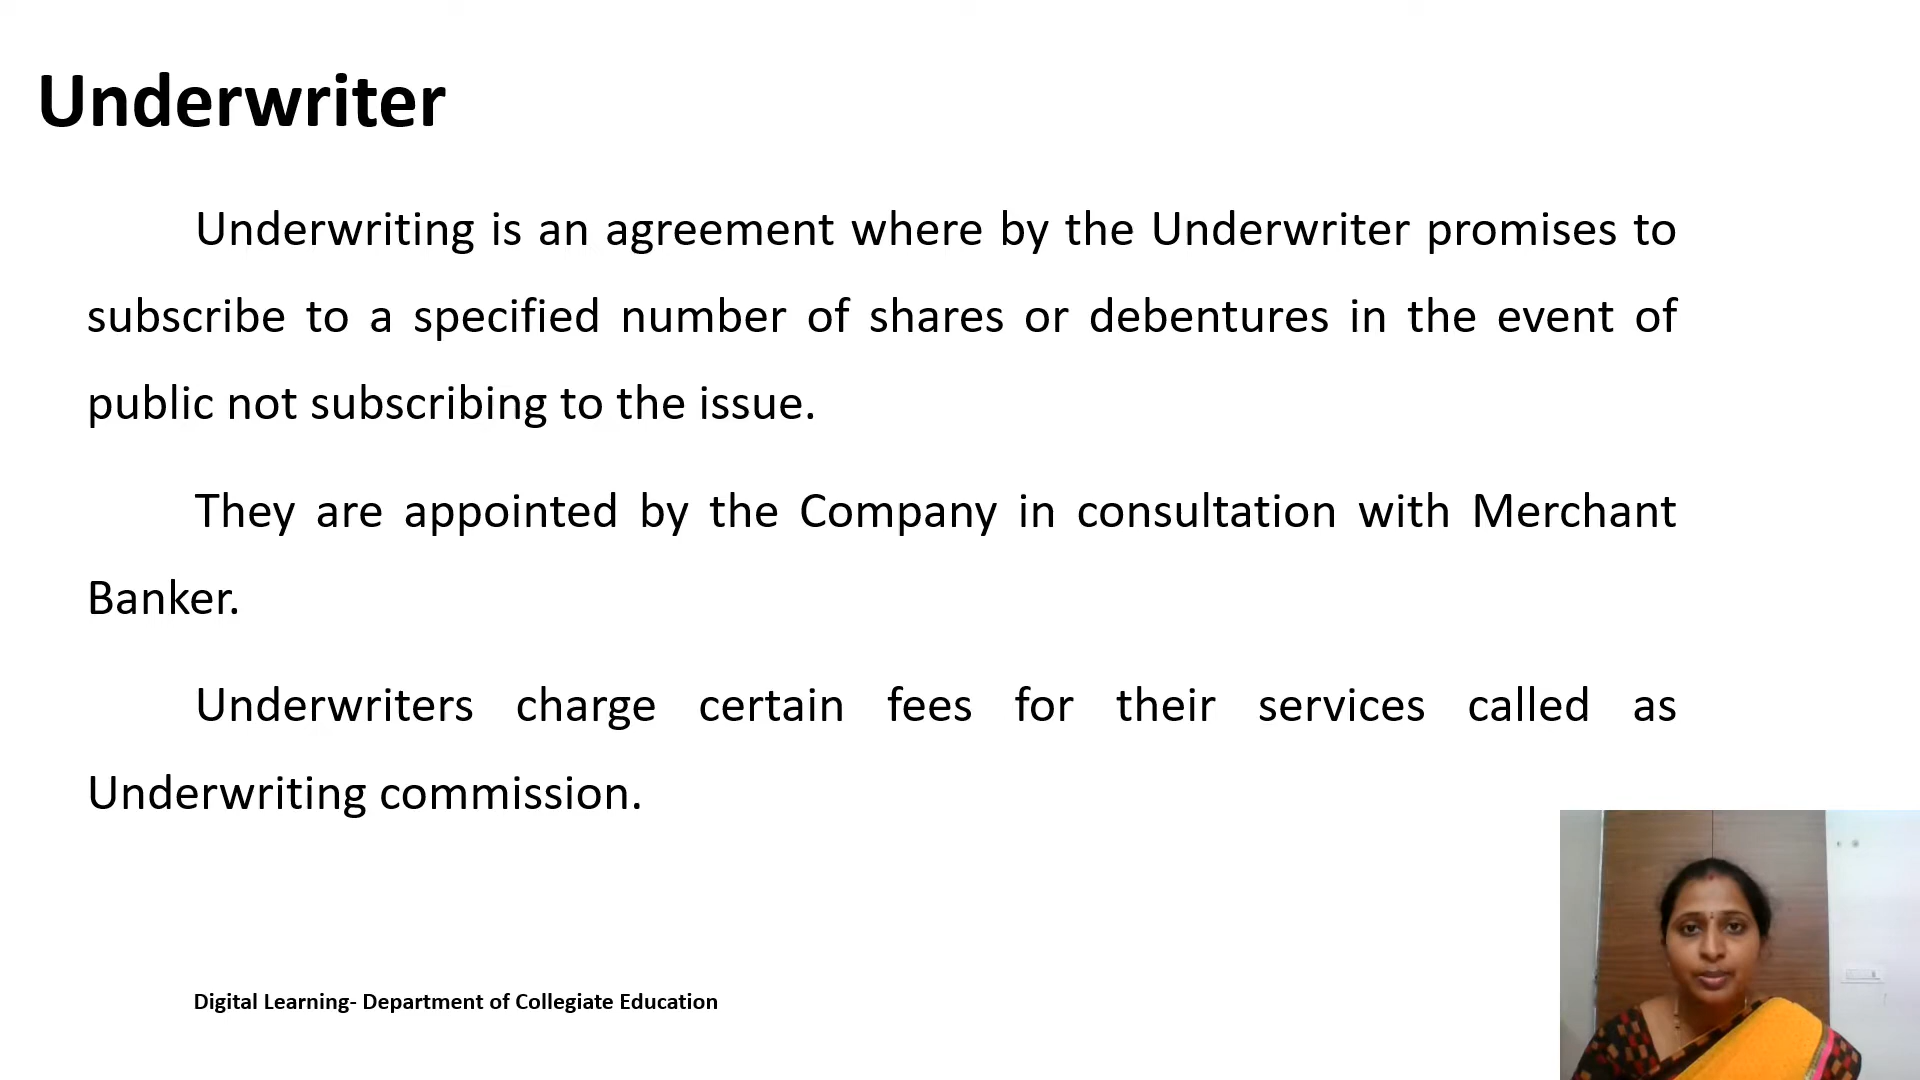 Underwriter
Underwriting is an agreement where by the Underwriter promises to
subscribe to a specified number of shares or debentures in the event of
public not subscribing to the issue.
They are appointed by the Company in consultation with Merchant
Banker.
Underwriters charge certain fees for their services called as
Underwriting commission.
Digital Learning- Department of Collegiate Education